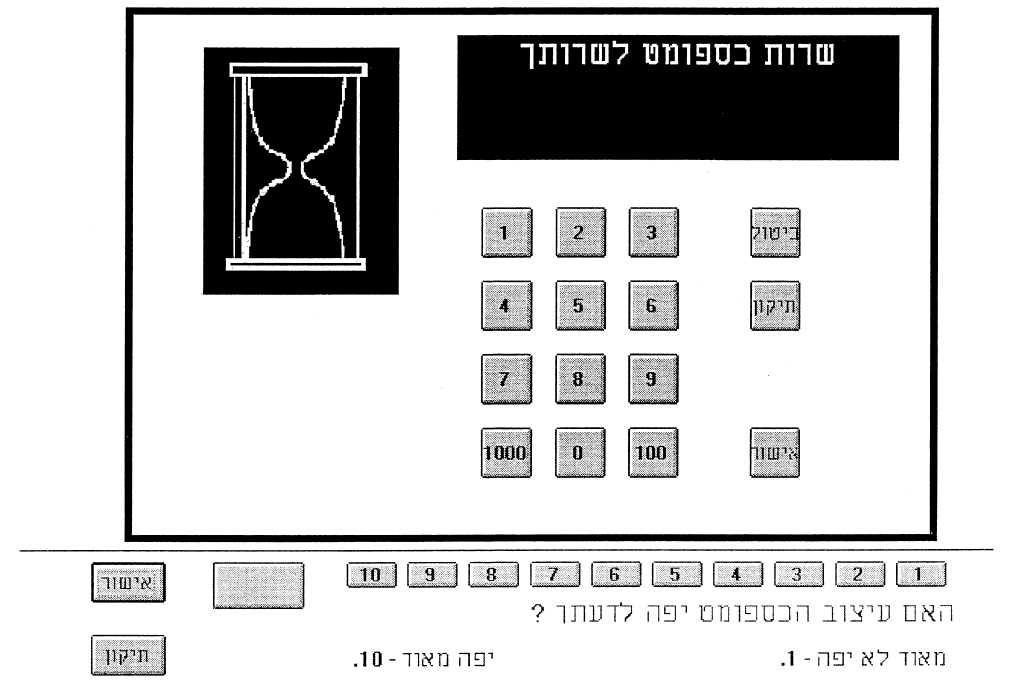 שרות כספומט לשרותך
1 2 3 ביטול
4 5 6 תיקון
7 8 9
1000 0 100 אישור
1 2 3 4 5 6 7 8 9 10 אישור
האם עיצוב הכספומט יפה לדעתך ?
מאוד לא יפה - 1. יפה מאוד - 10. תיקון